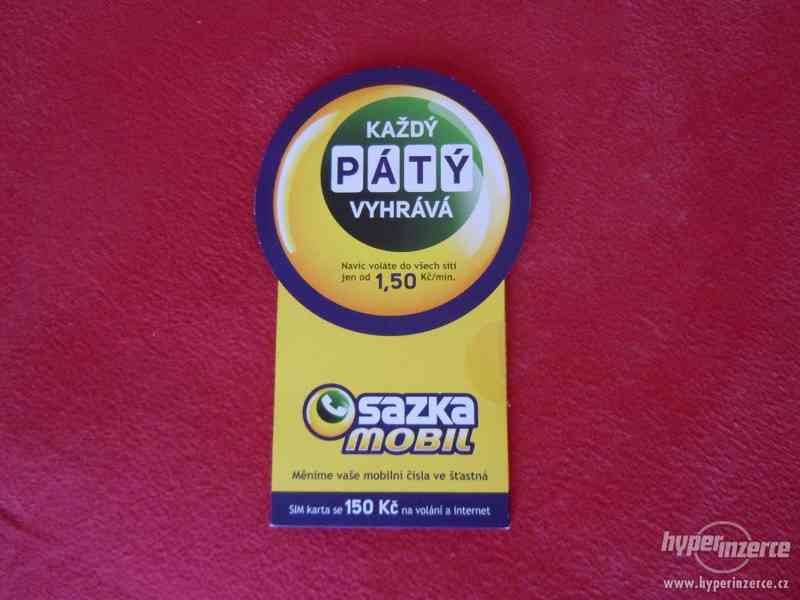 KAŽDÝ
PÁTÝ
VYHRÁVÁ
Navíc voláte do všech sítí
jen od 1,50 Kč/min.
sazka
MOBIL
Měníme vaše mobilní čísla ve šťastná
SIM karta se 150 Kč na volání a internet
hyperinzerce
www.hyperinzerce.cz